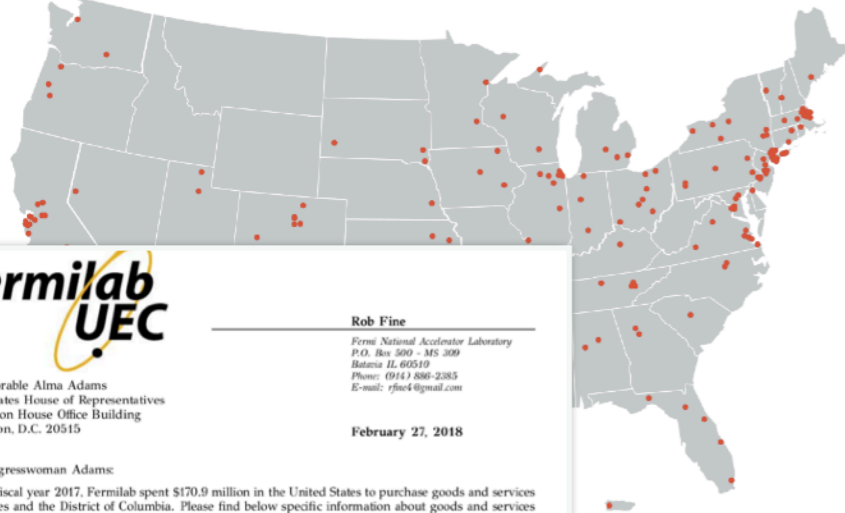 ermilab
UEC
Rob Fine
Fermi National Accelerator Laboratory
P.O. Box 500 - MS 309
Batavia IL 60510
Phone: (914) 886-2385
E-mail: rfine4@gmail.com
orable Alma Adams
ates House of Representatives
on House Office Building
on, D.C. 20515
February 27, 2018
gresswoman Adams:
iscal year 2017, Fermilab spent $170.9 million in the United States to purchase goods and services
es and the District of Columbia. Please find below specific information about goods and services